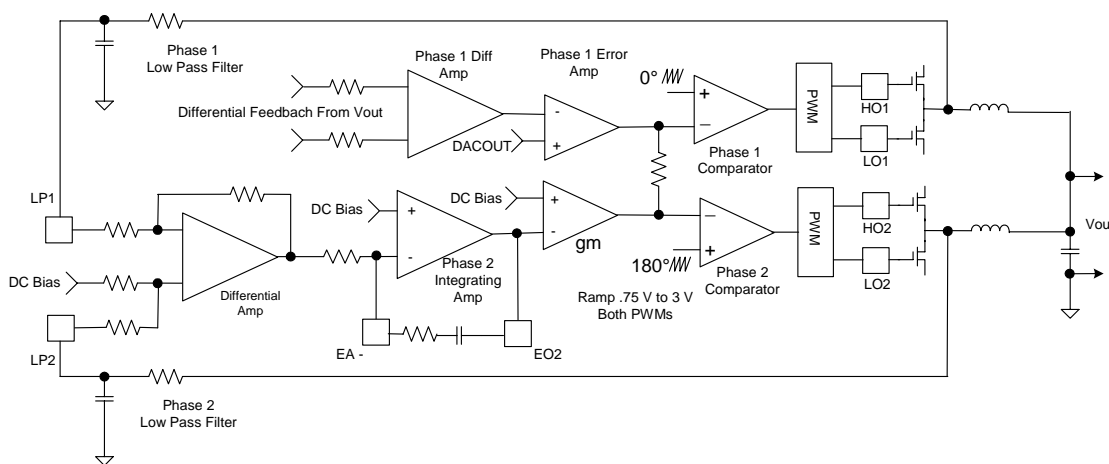 Phase 1
Low Pass Filter
Phase 1 Diff
Amp
Phase 1 Error
Amp
0°
Differential Feedbach From Vout
DACOUT
-
+
+
–
Phase 1
Comparator
PWM
HO1
LO1
LP1
DC Bias
Differential
Amp
DC Bias
+
-
Phase 2
Integrating
Amp
DC Bias
+
-
gm
–
+
180°
Phase 2
Comparator
Ramp .75 V to 3 V
Both PWMs
PWM
HO2
LO2
Vou
LP2
EA -
EO2
Phase 2
Low Pass Filter